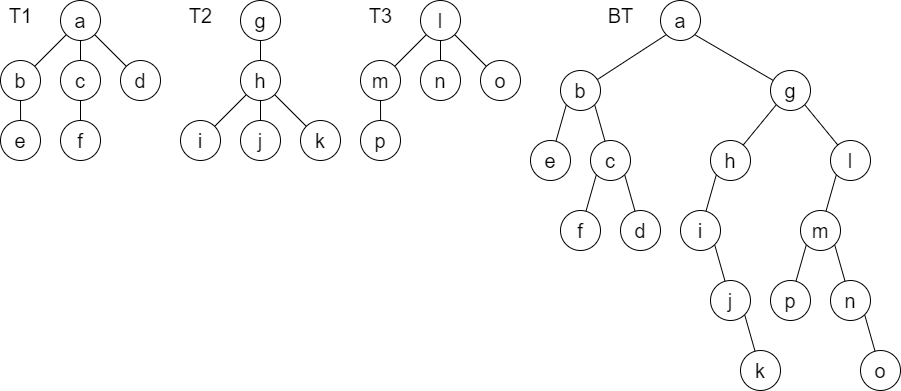 T1 a T2 g T3 l BT a
b c d h m n o b g
e f i j k p e c h l
f d i m
j p n
k o